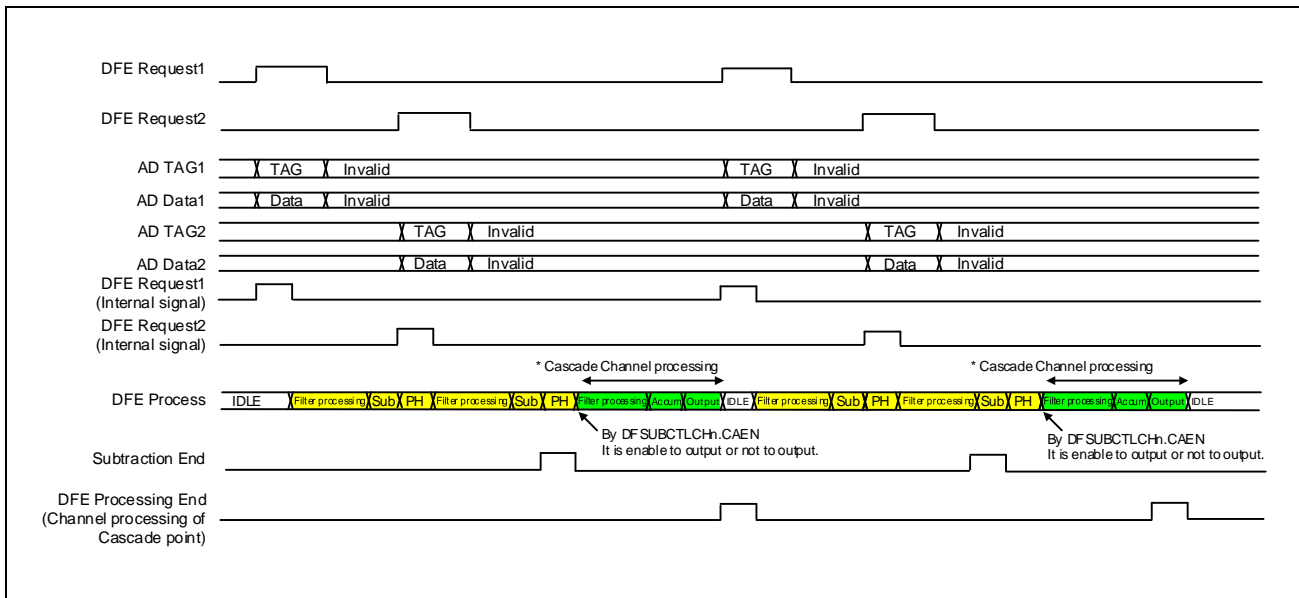 DFE Request1
DFE Request2
AD TAG1 TAG Invalid TAG Invalid
AD Data1 Data Invalid Data Invalid
AD TAG2 TAG Invalid TAG Invalid
AD Data2 Data Invalid Data Invalid
DFE Request1
(Internal signal)
DFE Request2
(Internal signal)
* Cascade Channel processing * Cascade Channel processing
DFE Process IDLE Filter processing Sub PH Filter processing Sub PH Filter processing Accum Output IDLE Filter processing Sub PH Filter processing Sub PH Filter processing Accum Output IDLE
By DFSUBCTLCHn.CAEN By DFSUBCTLCHn.CAEN
It is enable to output or not to output. It is enable to output or not to output.
Subtraction End
DFE Processing End
(Channel processing of
Cascade point)